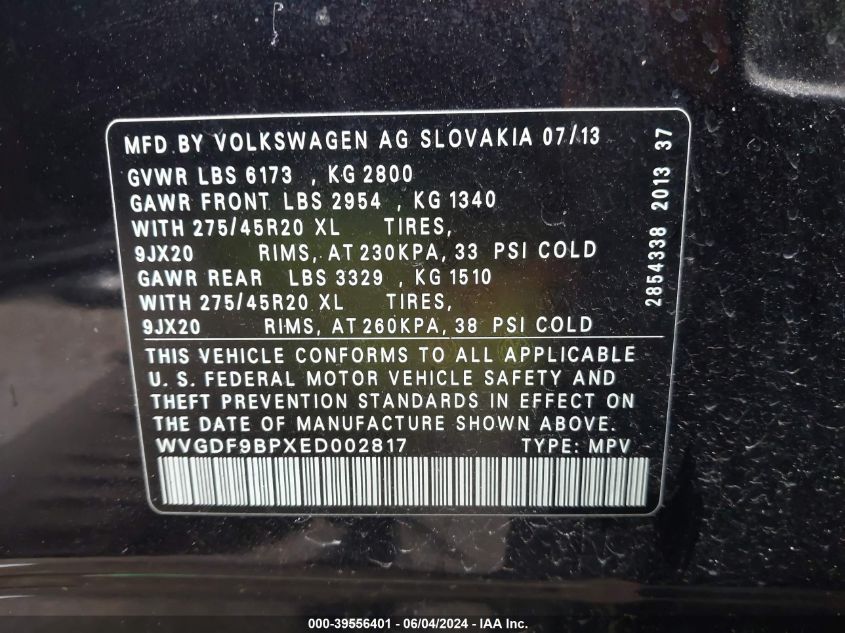 MFD BY VOLKSWAGEN AG SLOVAKIA 07/13
GVWR LBS 6173 , KG 2800
GAWR FRONT LBS 2954 , KG 1340
WITH 275/45R20 XL TIRES,
9JX20 RIMS, AT 230KPA, 33 PSI COLD
GAWR REAR LBS 3329 , KG 1510
WITH 275/45R20 XL TIRES,
9JX20 RIMS, AT 260KPA, 38 PSI COLD
2854338 2013 37
THIS VEHICLE CONFORMS TO ALL APPLICABLE
U. S. FEDERAL MOTOR VEHICLE SAFETY AND
THEFT PREVENTION STANDARDS IN EFFECT ON
THE DATE OF MANUFACTURE SHOWN ABOVE.
WVGDF9BPXED002817 TYPE: MPV
000-39556401 - 06/04/2024 - IAA Inc.